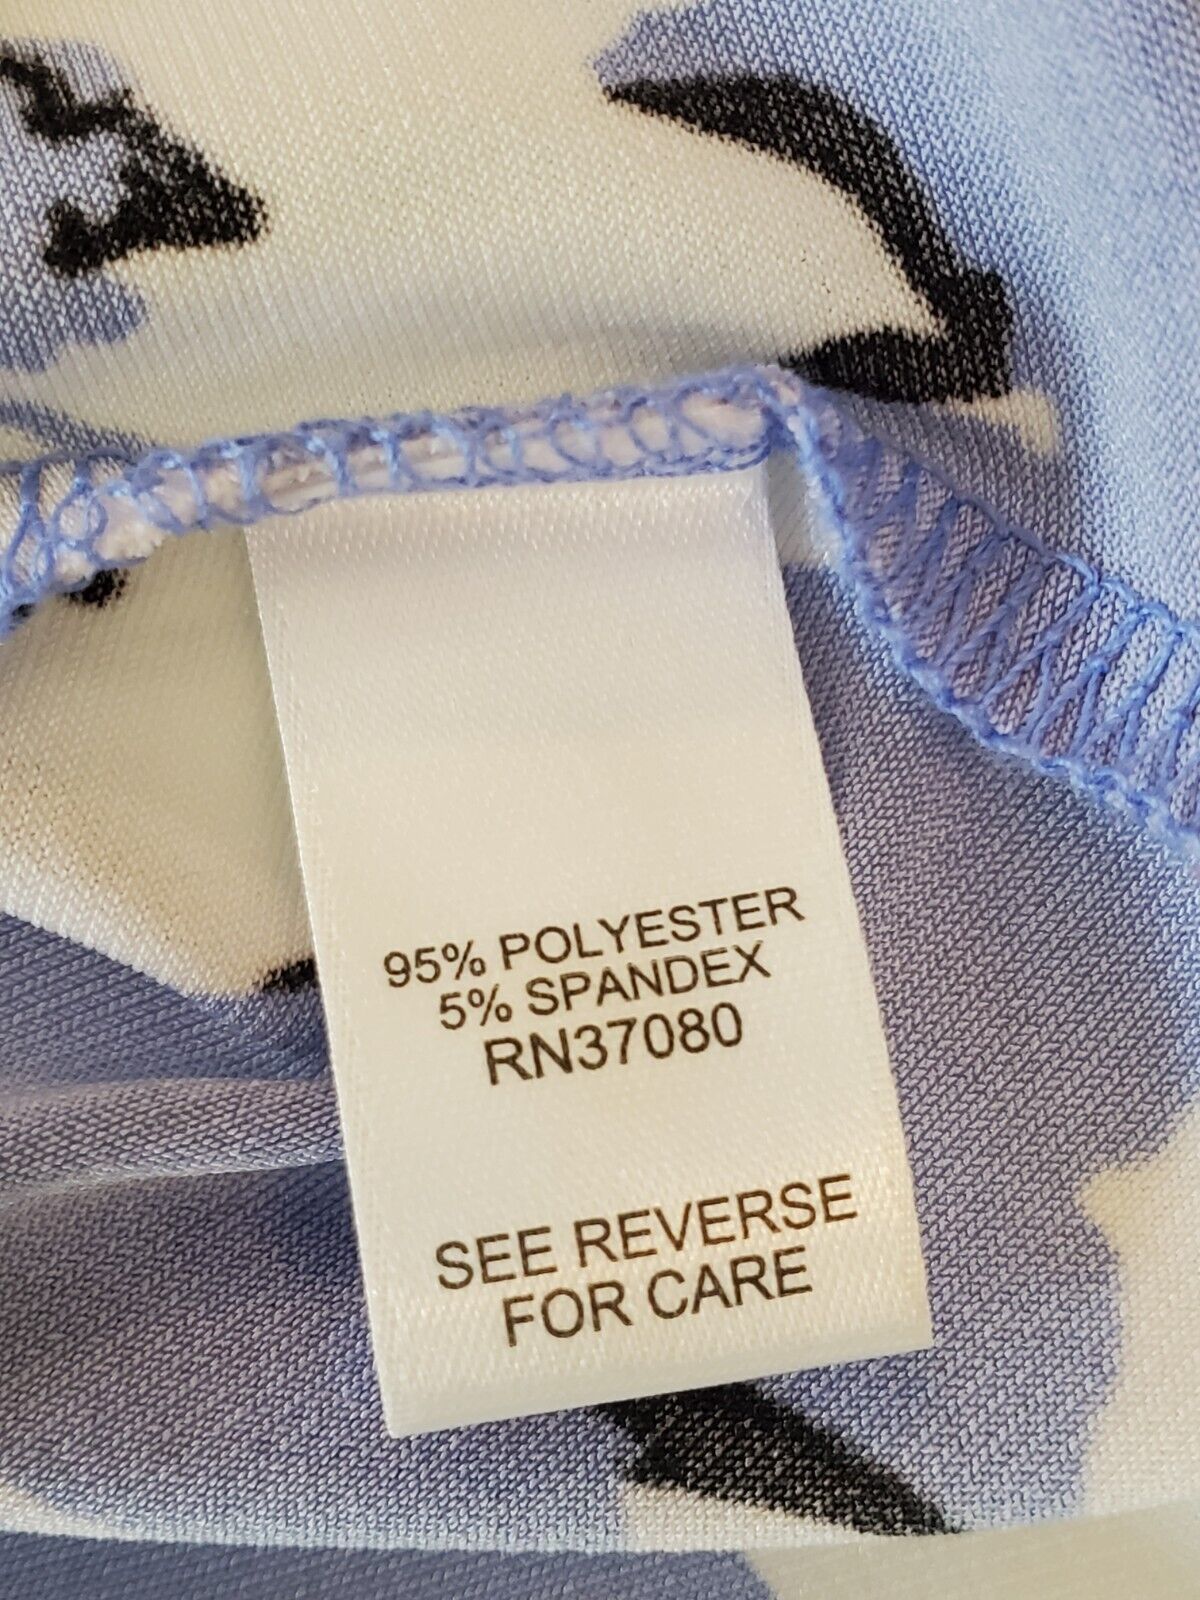 95% POLYESTER
5% SPANDEX
RN37080
SEE REVERSE
FOR CARE